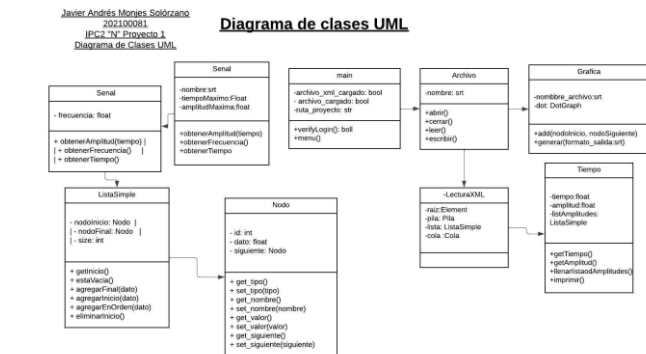 Javier Andrés Monjes Solórzano
202100081
IPC2 "N" Proyecto 1
Diagrama de Clases UML
Diagrama de clases UML
Senal
- frecuencia: float
+ obtenerAmplitud(tiempo) |
| + obtenerFrecuencia() |
| + obtenerTiempo()
Senal
-nombre:srt
-tiempoMaximo:Float
-amplitudMaxima:float
+obtenerAmplitud(tiempo)
+obtenerFrecuencia()
+obtenerTiempo
main
-archivo_xml_cargado: bool
- archivo_cargado: bool
-ruta_proyecto: str
+verifyLogin(): boll
+menu()
Archivo
-nombre: srt
+abrir()
+cerrar()
+leer()
+escribir()
Grafica
-nombbre_archivo:srt
-dot: DotGraph
+add(nodoInicio, nodoSiguiente)
+generar(formato_salida:srt)
ListaSimple
- nodoInicio: Nodo |
| - nodoFinal: Nodo |
| - size: int
+ getInicio()
+ estaVacia()
+ agregarFinal(dato)
+ agregarInicio(dato)
+ agregarEnOrden(dato)
+ eliminarInicio()
Nodo
- id: int
- dato: float
- siguiente: Nodo
+ get_tipo()
+ set_tipo(tipo)
+ get_nombre()
+ set_nombre(nombre)
+ get_valor()
+ set_valor(valor)
+ get_siguiente()
+ set_siguiente(siguiente)
-LecturaXML
-raiz:Element
-pila: Pila
-lista: ListaSimple
-cola :Cola
Tiempo
-tiempo:float
-amplitud:float
-listAmplitudes:
ListaSimple
+getTiempo()
+getAmplitud()
+llenarlistaodAmplitudes()
+imprimir()